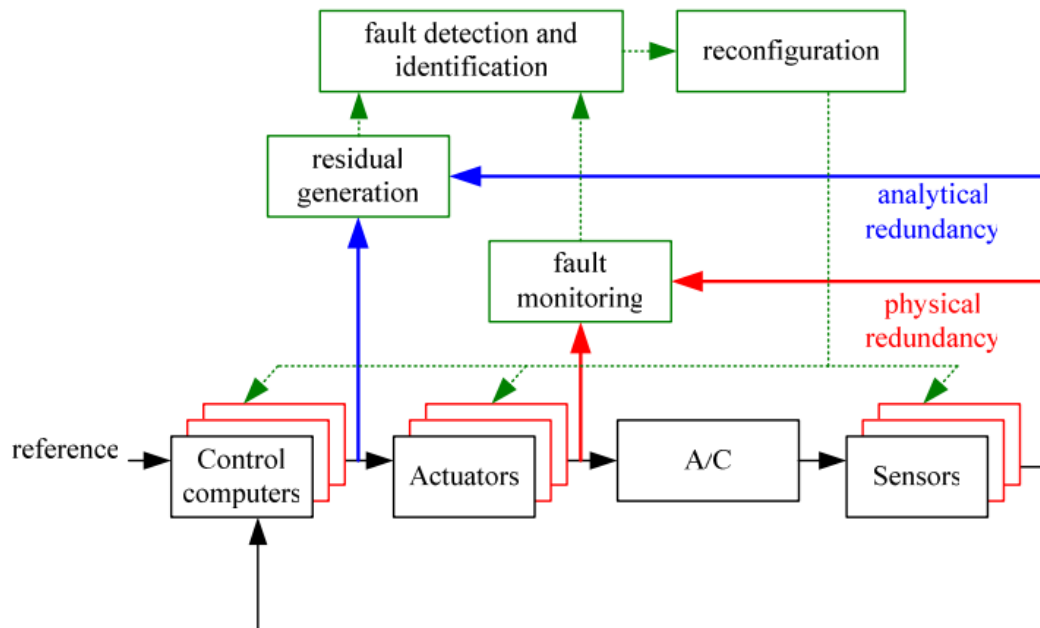 fault detection and
identification
reconfiguration
residual
generation
analytical
redundancy
fault
monitoring
physical
redundancy
reference
Control
computers
Actuators
A/C
Sensors